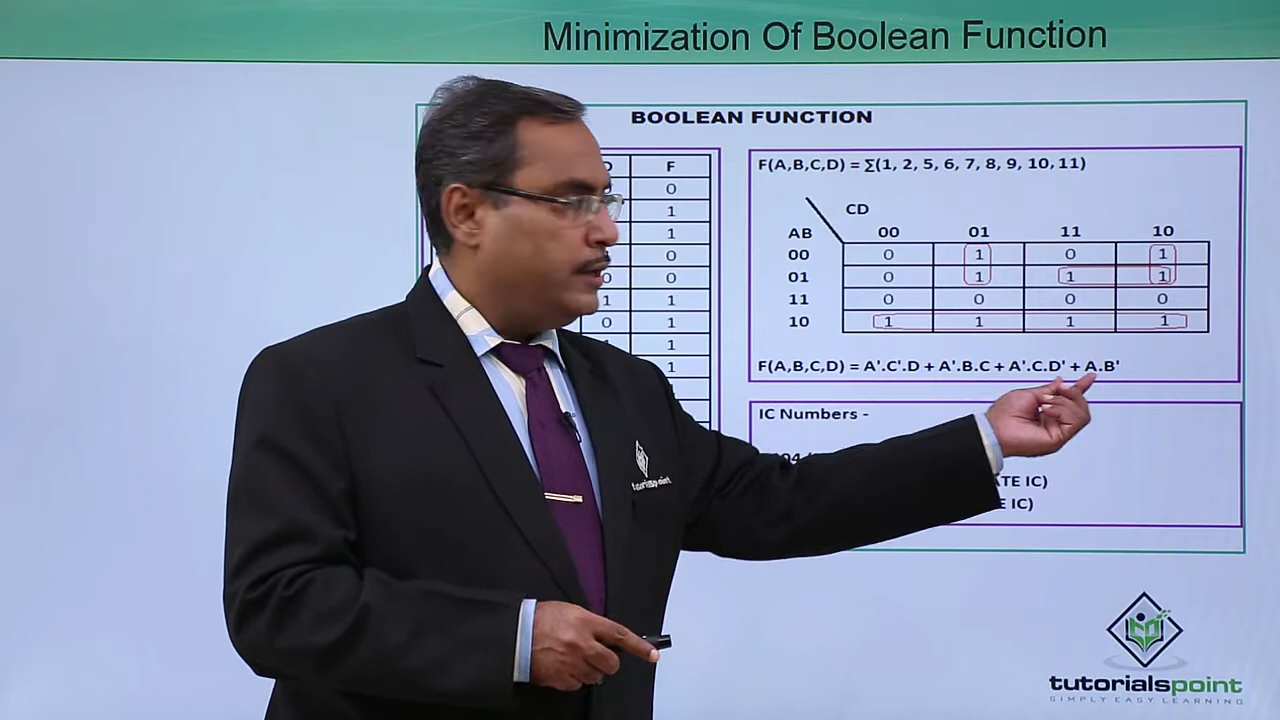 Minimization Of Boolean Function
BOOLEAN FUNCTION
F
0
1
1
0
0 0
1 1
0 1
1
1
F(A,B,C,D) = ∑(1, 2, 5, 6, 7, 8, 9, 10, 11)
CD
AB 00 01 11 10
00 0 1 0 1
01 0 1 1 1
11 0 0 0 0
10 1 1 1 1
F(A,B,C,D) = A'.C'.D + A'.B.C + A'.C.D' + A.B'
IC Numbers -
IC)
IC)
tutorialspoint
tutorialspoint
SIMPLY EASY LEARNING